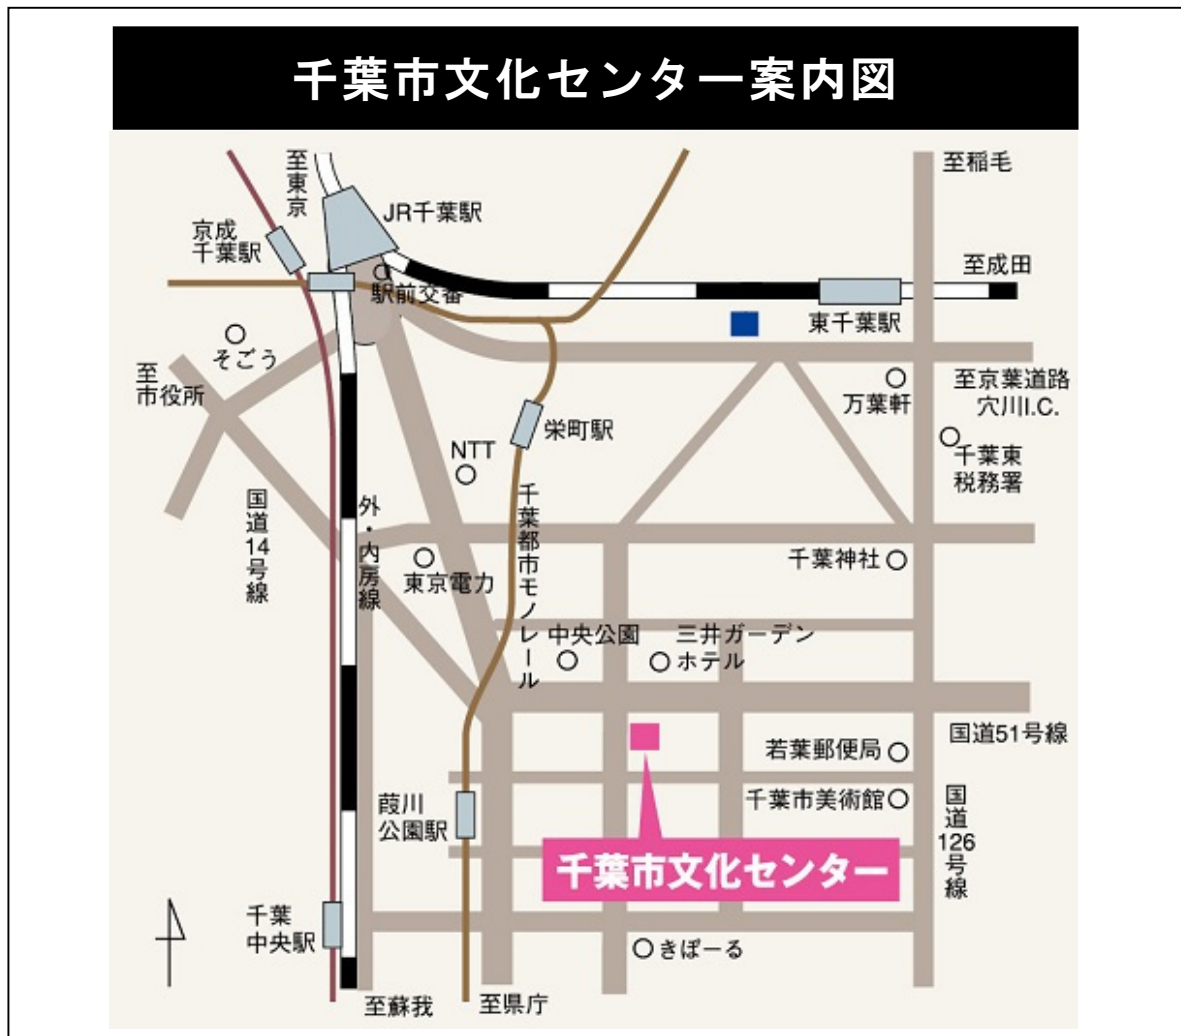 千葉市文化センター案内図
至東京
至稲毛
JR千葉駅
京成
千葉駅
至成田
駅前交番
東千葉駅
そごう
至
市役所
万葉軒
至京葉道路
穴川I.C.
栄町駅
NTT
千葉東
税務署
国道14号線
外・内房線
千葉都市モノレール
東京電力
千葉神社
中央公園
三井ガーデン
ホテル
国道51号線
若葉郵便局
千葉市美術館
国道126号線
葭川
公園駅
千葉市文化センター
千葉
中央駅
きぽーる
至蘇我
至県庁